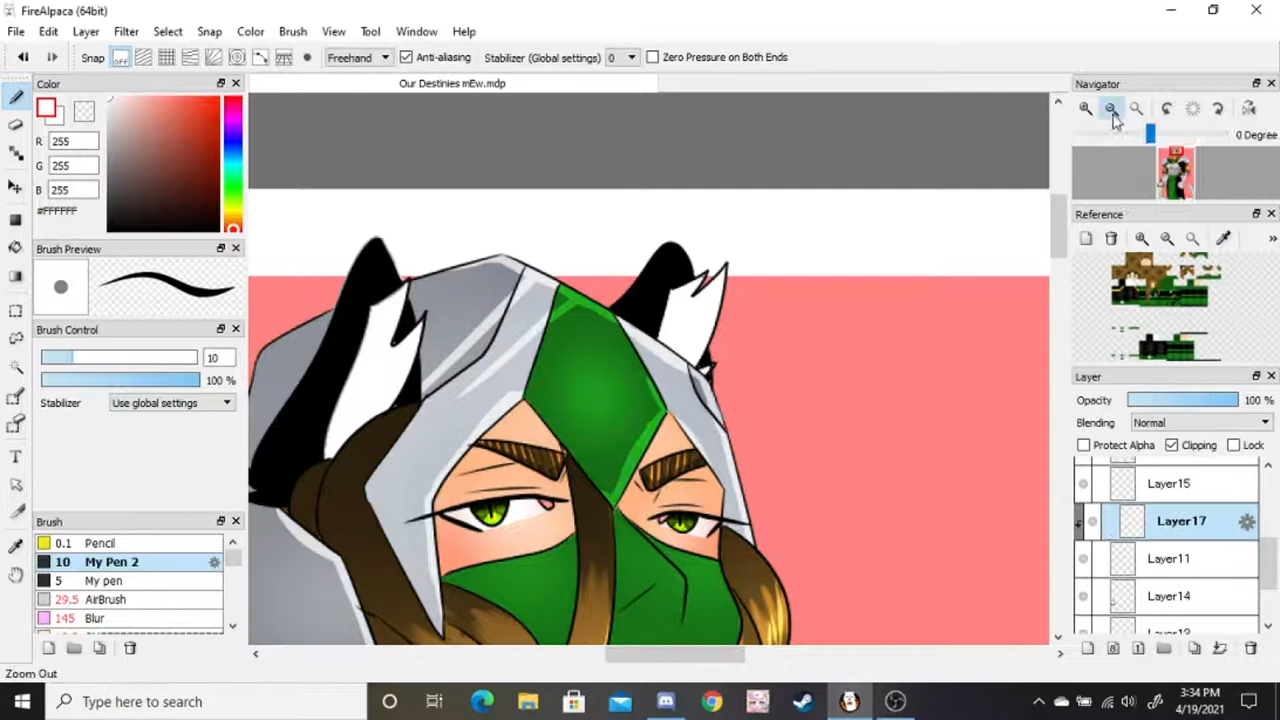 FireAlpaca (64bit)
File Edit Layer Filter Select Snap Color Brush View Tool Window Help
Snap OFF Freehand Anti-aliasing Stabilizer (Global settings) 0 Zero Pressure on Both Ends
Color
Our Destinies mEw.mdp
Navigator
R 255
0 Degree
G 255
B 255
#FFFFFF
Reference
Brush Preview
Brush Control
10
100 %
Layer
Opacity 100 %
Stabilizer Use global settings
Blending Normal
Protect Alpha Clipping Lock
Layer15
Layer17
Brush
0.1 Pencil
10 My Pen 2
Layer11
5 My pen
29.5 AirBrush
Layer14
145 Blur
Zoom Out
Type here to search
3:34 PM
4/19/2021